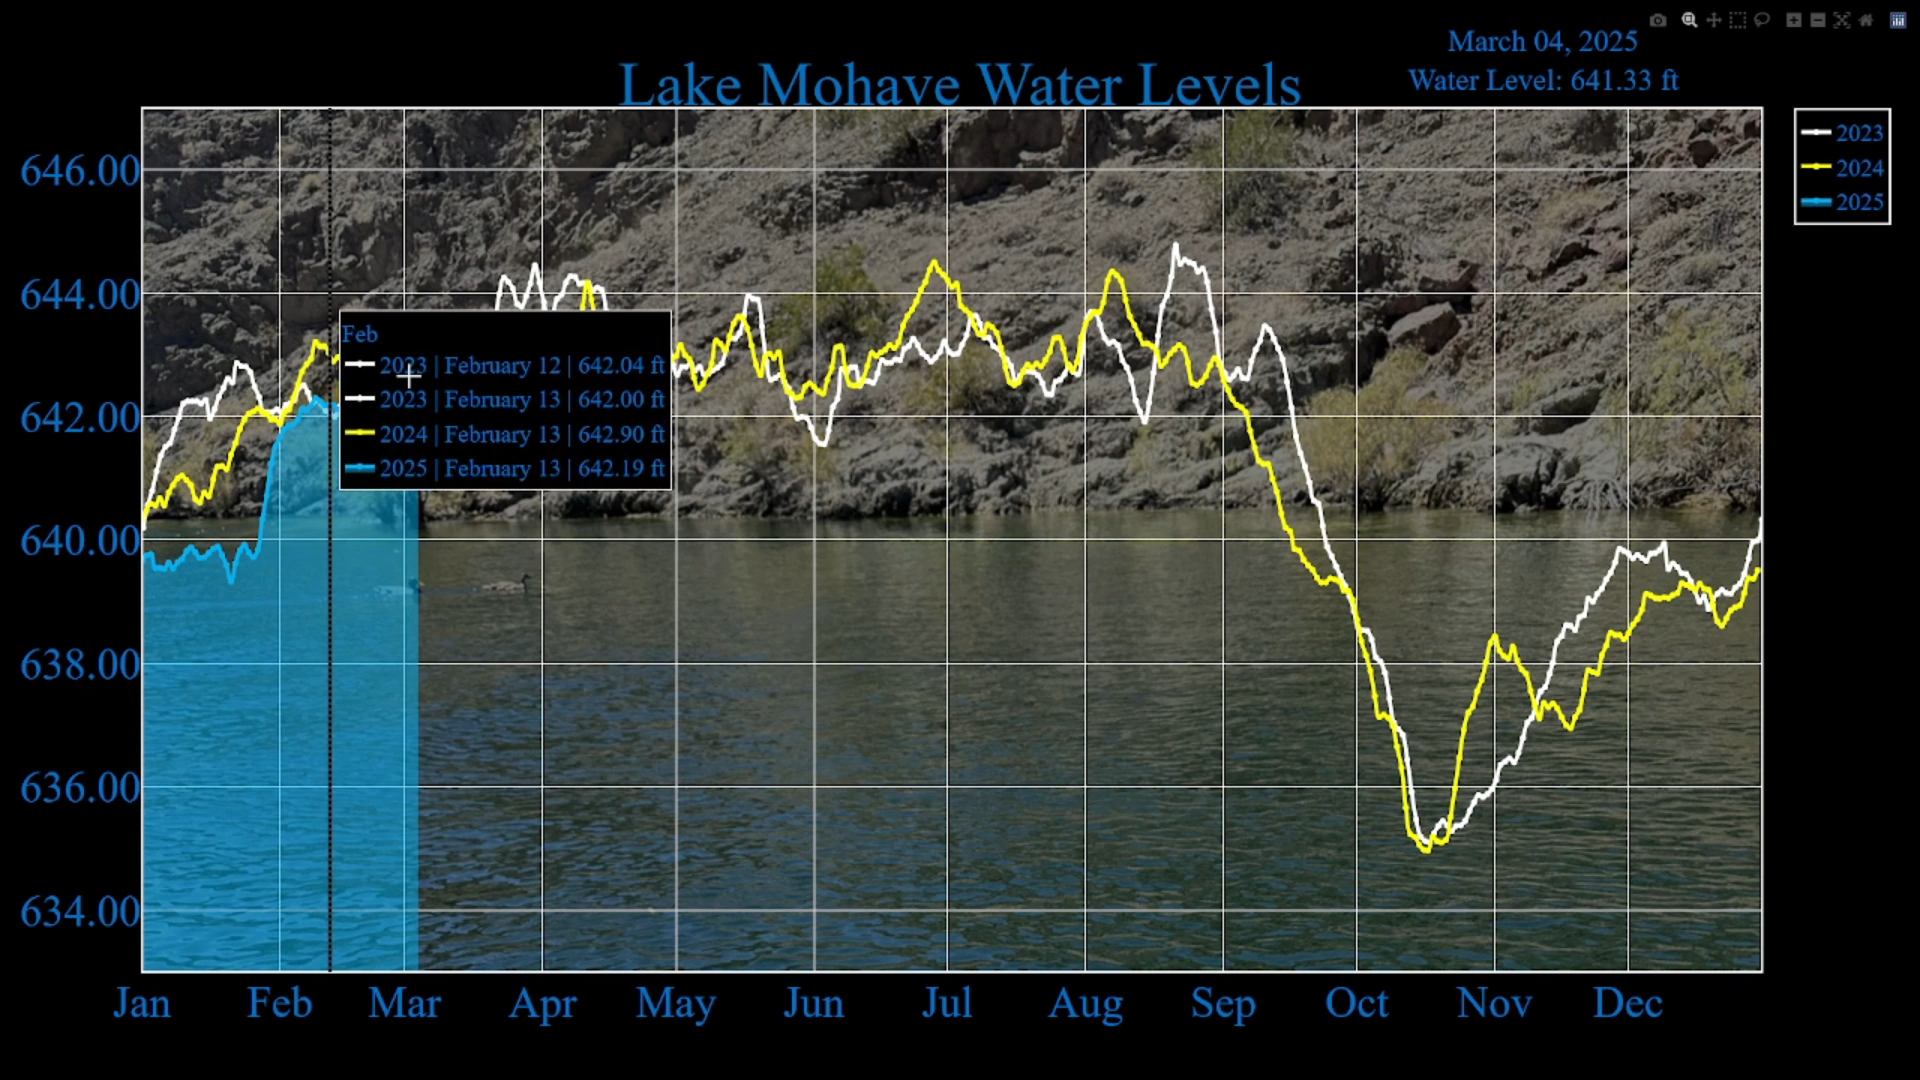 March 04, 2025
Water Level: 641.33 ft
Lake Mohave Water Levels
2023
2024
2025
646.00
644.00
642.00
640.00
638.00
636.00
634.00
Feb
2023 | February 12 | 642.04 ft
2023 | February 13 | 642.00 ft
2024 | February 13 | 642.90 ft
2025 | February 13 | 642.19 ft
Jan Feb Mar Apr May Jun Jul Aug Sep Oct Nov Dec